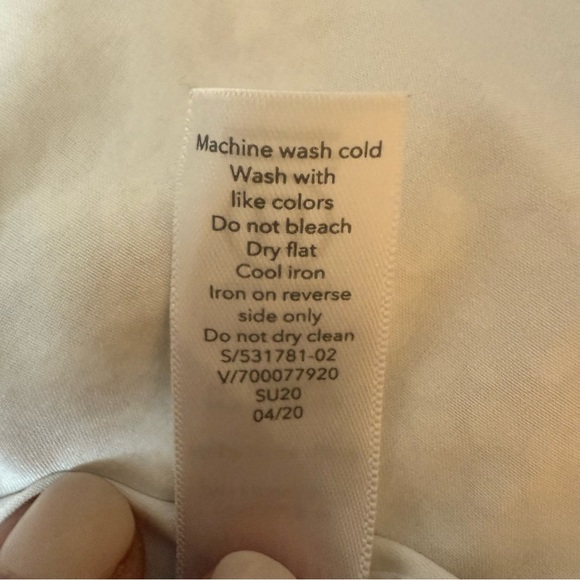 Machine wash cold
Wash with
like colors
Do not bleach
Dry flat
Cool iron
Iron on reverse
side only
Do not dry clean
S/531781-02
V/700077920
SU20
04/20